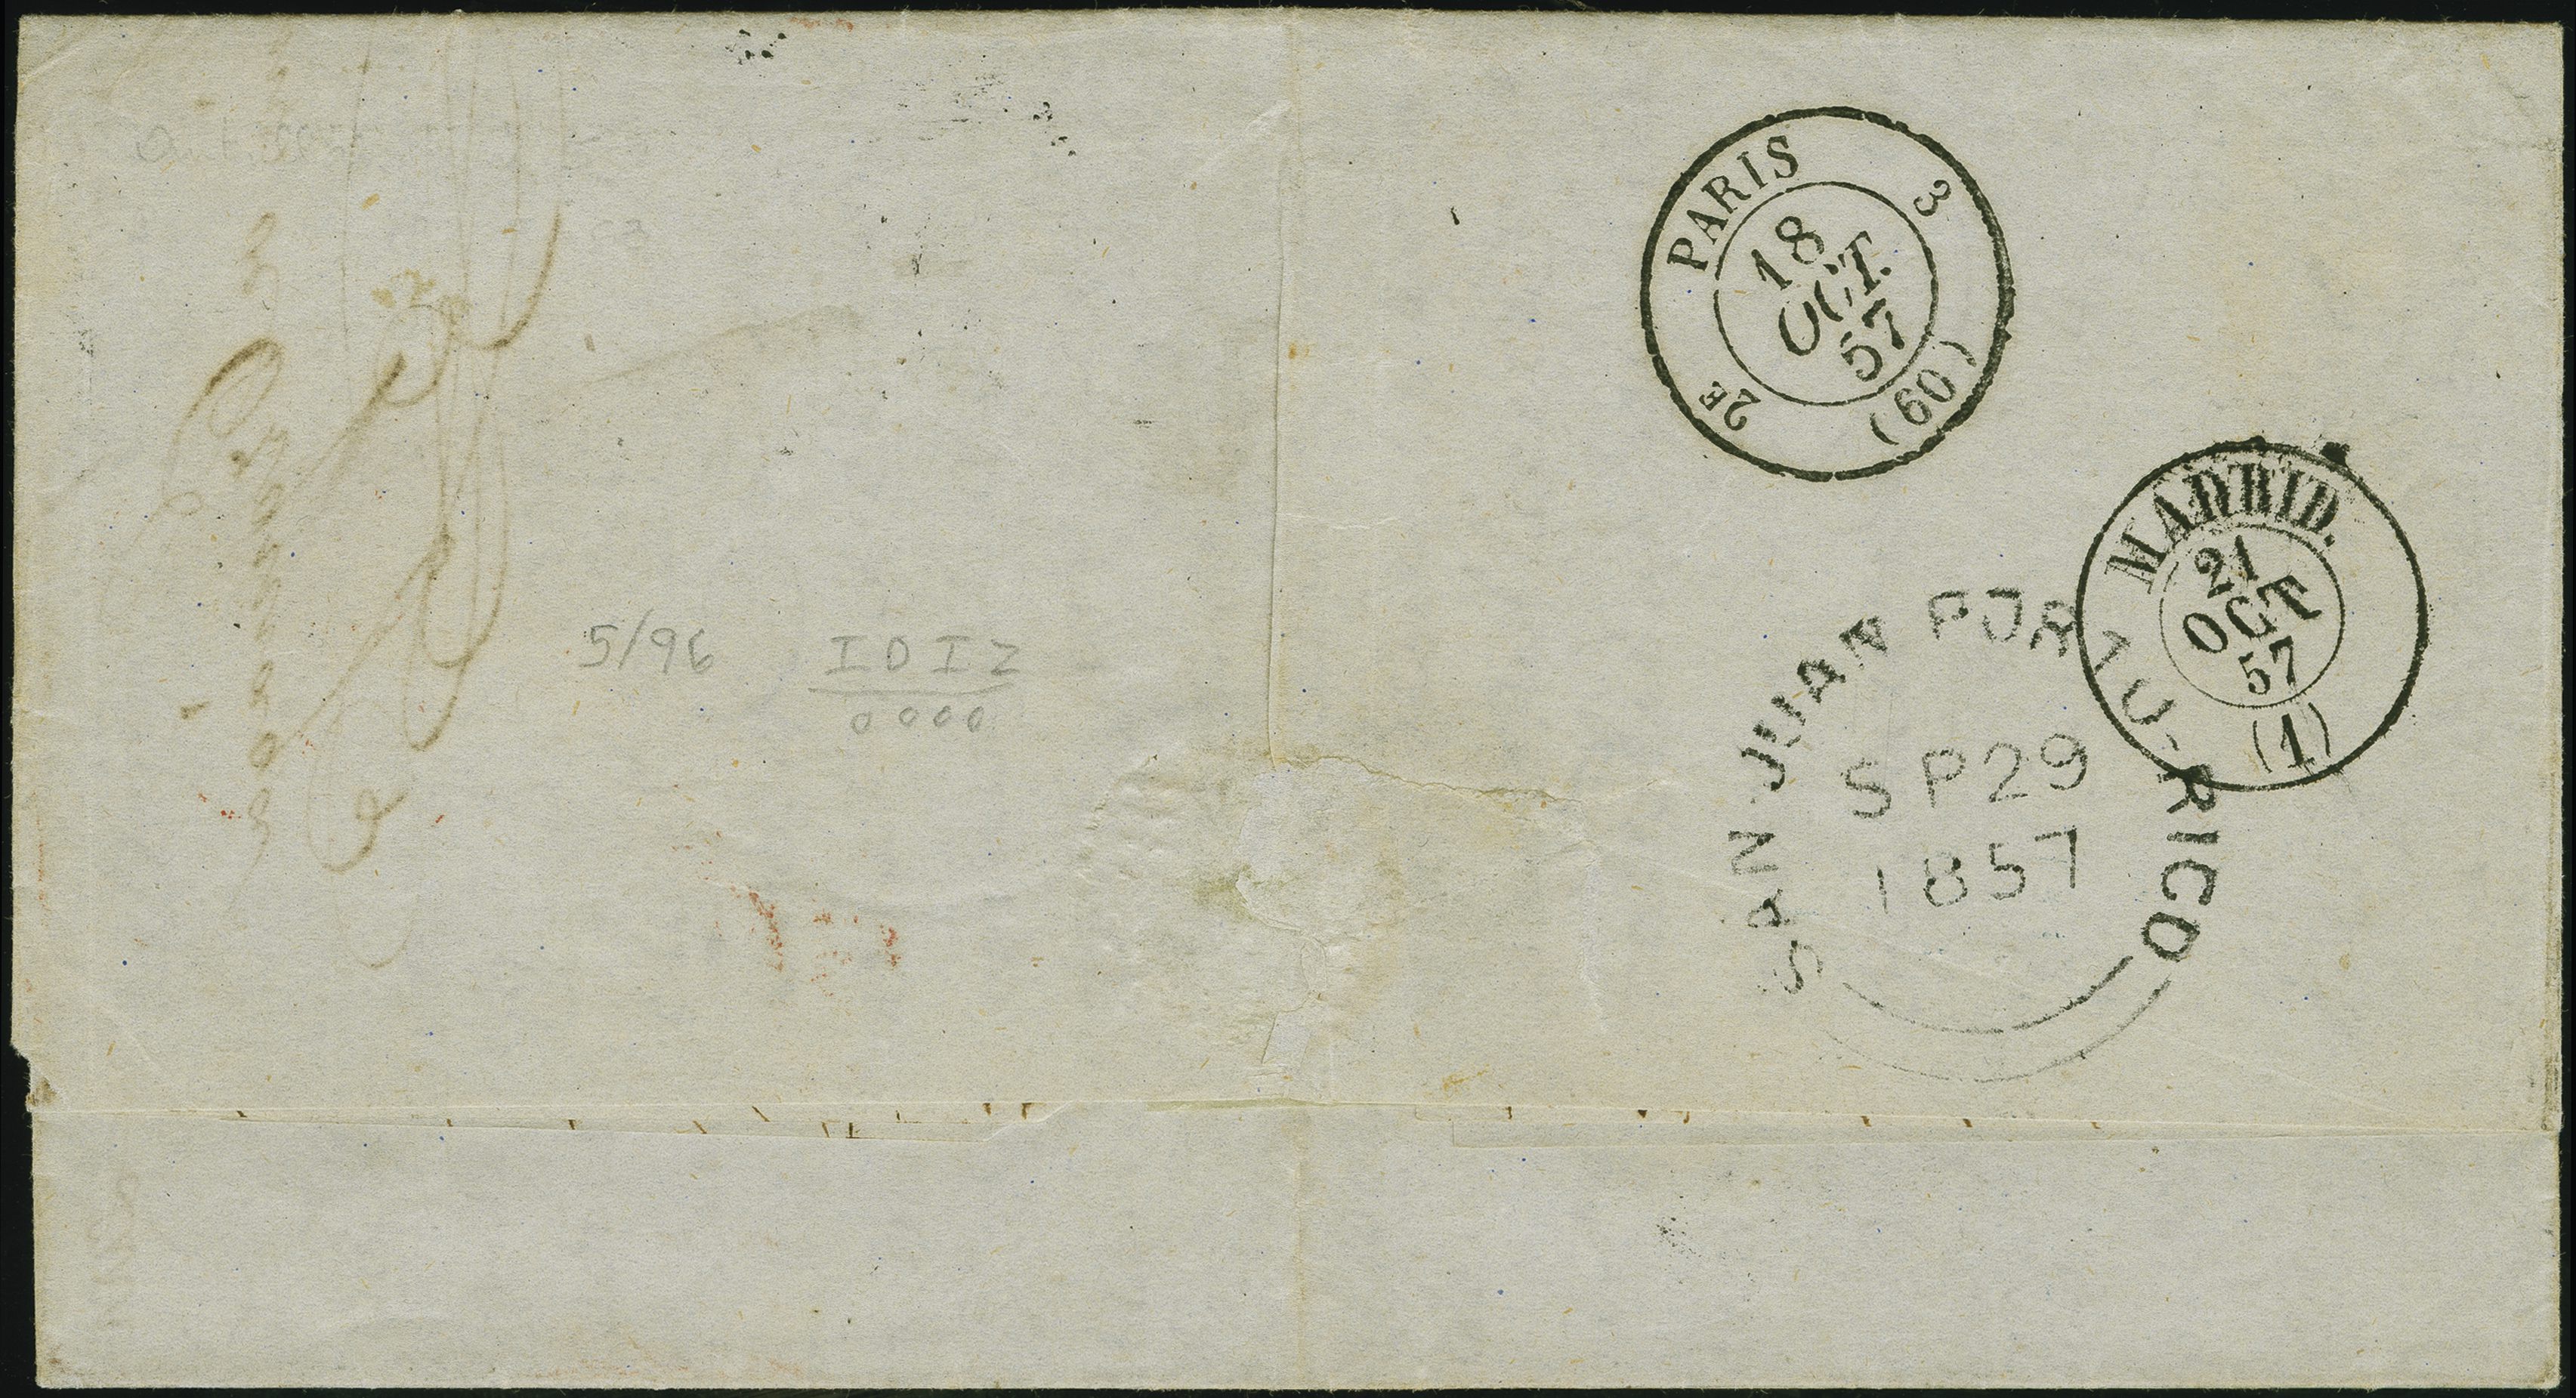 PARIS 3
18
OCT.
57
2E (60)
MADRID.
21
OCT
57
(1)
SAN JUAN PORTO-RICO
SP29
1857
5/96
IDIZ
0000